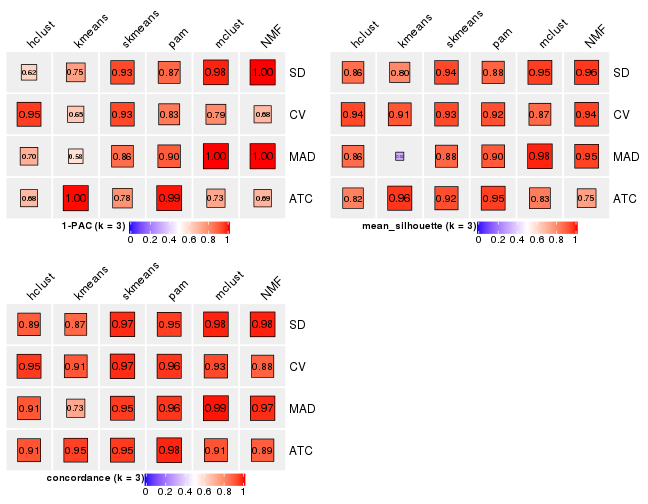 hclust kmeans skmeans pam mclust NMF
0.62 0.75 0.93 0.87 0.98 1.00 SD
0.95 0.65 0.93 0.83 0.79 0.68 CV
0.70 0.58 0.86 0.90 1.00 1.00 MAD
0.68 1.00 0.78 0.99 0.73 0.69 ATC
1-PAC (k = 3)
0 0.2 0.4 0.6 0.8 1
hclust kmeans skmeans pam mclust NMF
0.86 0.80 0.94 0.88 0.95 0.96 SD
0.94 0.91 0.93 0.92 0.87 0.94 CV
0.86 0.88 0.90 0.98 0.95 MAD
0.82 0.96 0.92 0.95 0.83 0.75 ATC
mean_silhouette (k = 3)
0 0.2 0.4 0.6 0.8 1
hclust kmeans skmeans pam mclust NMF
0.89 0.87 0.97 0.95 0.98 0.98 SD
0.95 0.91 0.97 0.96 0.93 0.88 CV
0.91 0.73 0.95 0.96 0.99 0.97 MAD
0.91 0.95 0.95 0.98 0.91 0.89 ATC
concordance (k = 3)
0 0.2 0.4 0.6 0.8 1